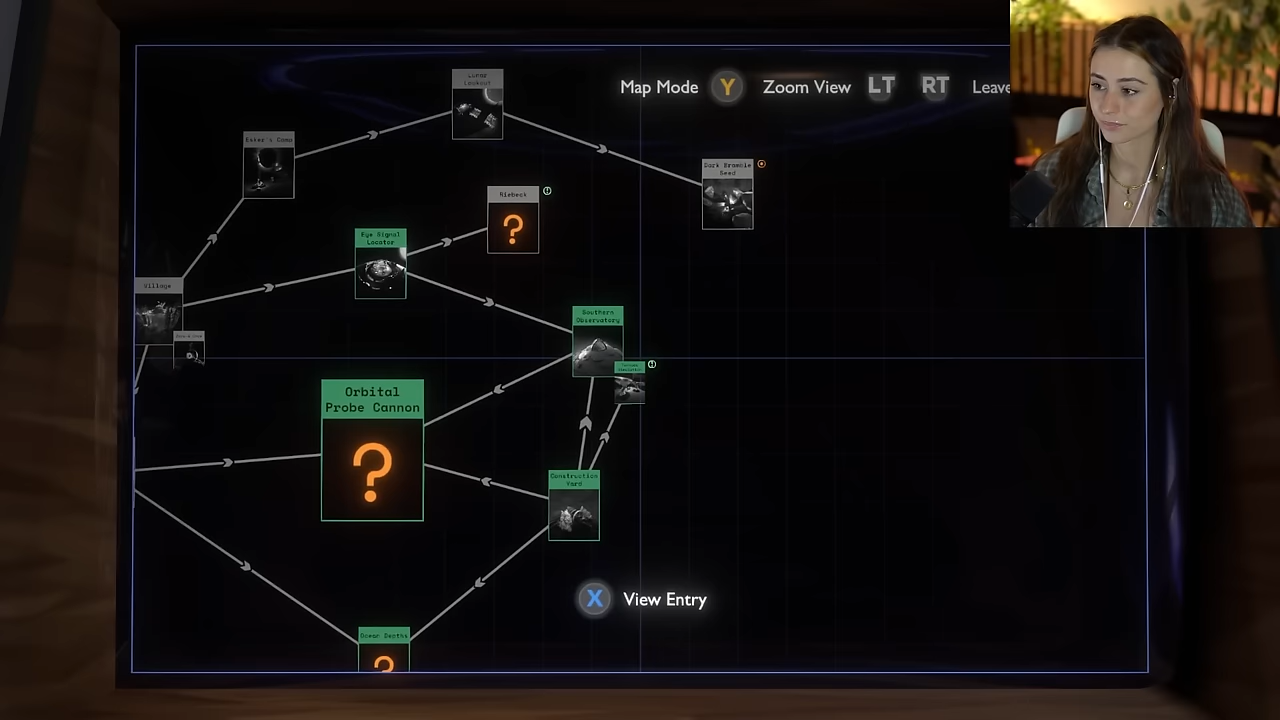 Lunar
Lookout
Map Mode Y Zoom View LT RT Leave
Esker's Camp
Dark Bramble
Seed
Riebeck
?
Eye Signal
Locator
Village
Southern
Observatory
Orbital
Probe Cannon
?
Construction
Yard
X View Entry
Ocean Depths
?